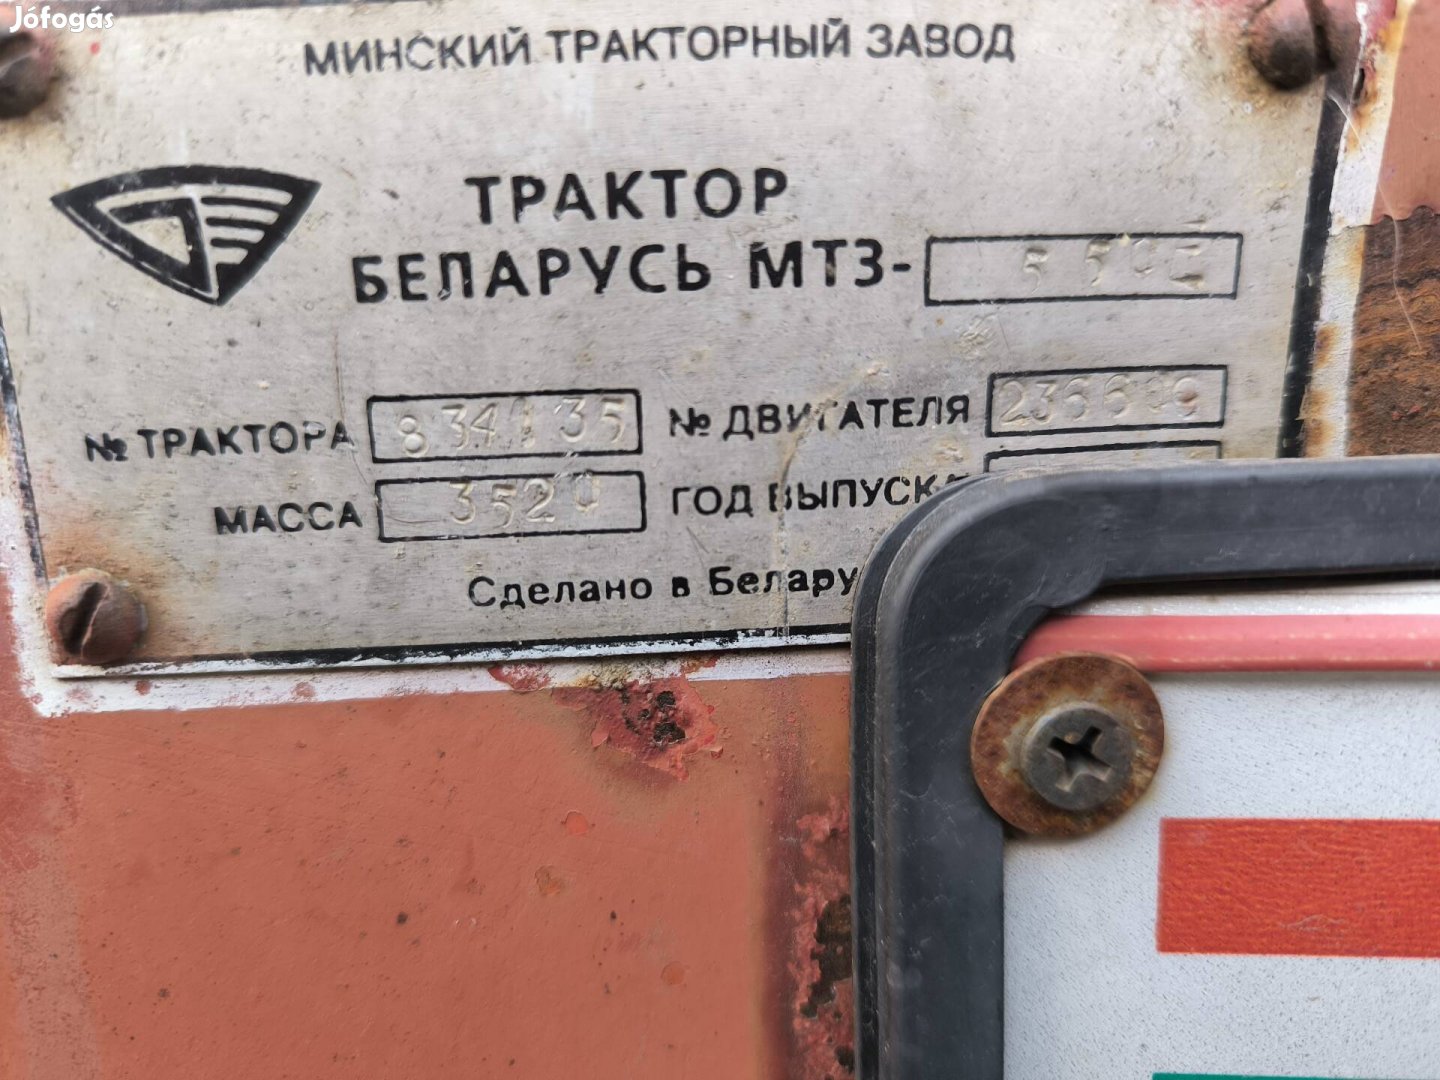 Jófogás
МИНСКИЙ ТРАКТОРНЫЙ ЗАВОД
ТРАКТОР
БЕЛАРУСЬ МТЗ-
№ ТРАКТОРА № ДВИГАТЕЛЯ
МАССА 3520 ГОД ВЫПУСКА
Сделано в Белару